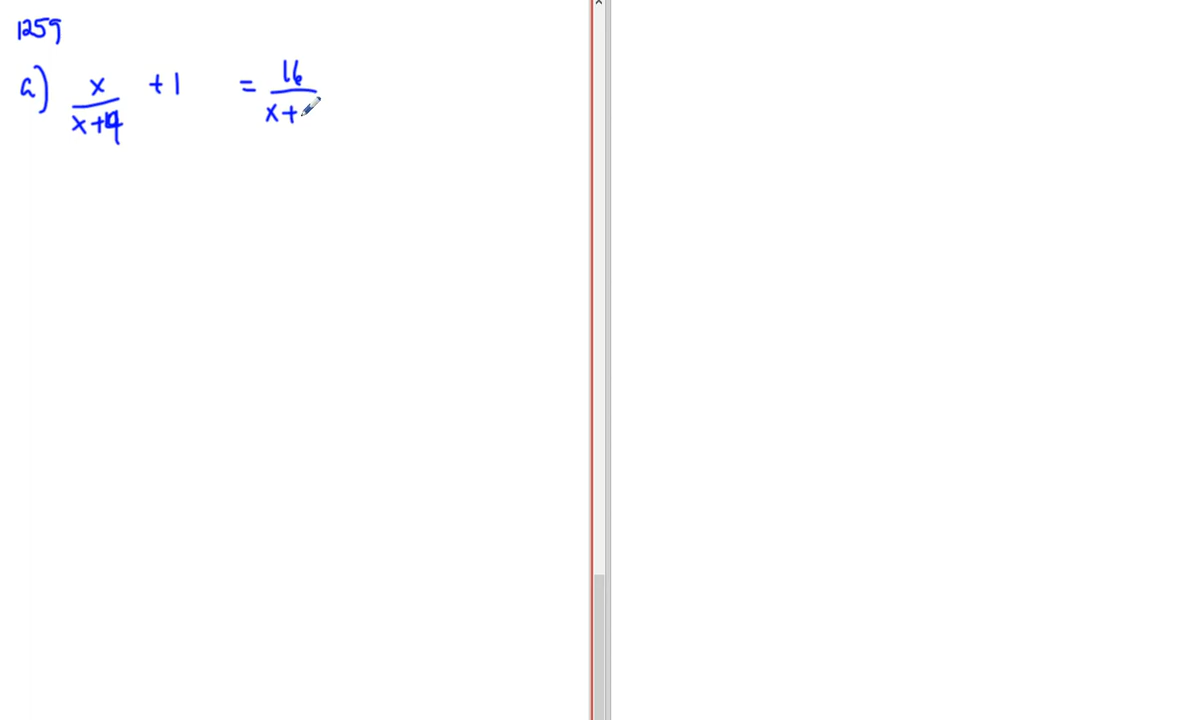 1259
a) x/(x+4) + 1 = 16/(x+